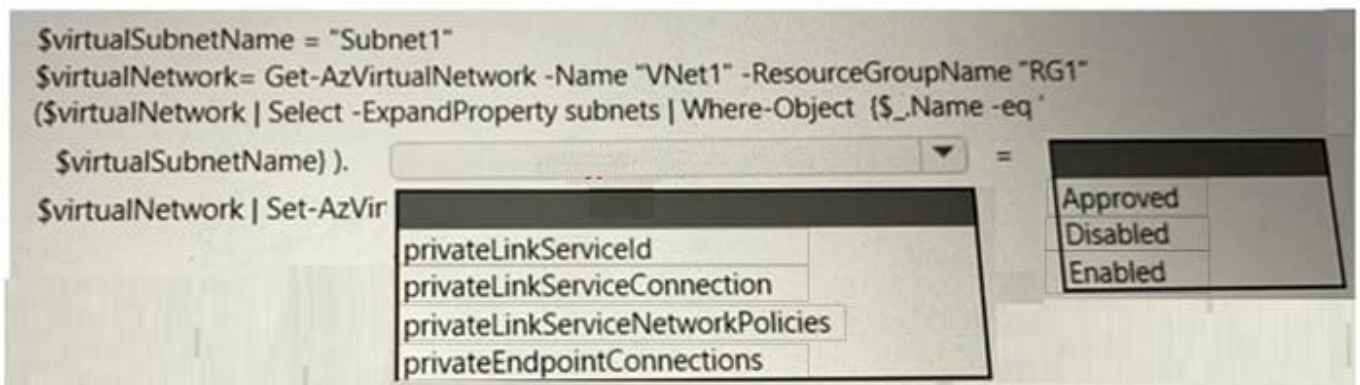 $virtualSubnetName = "Subnet1"
$virtualNetwork= Get-AzVirtualNetwork -Name "VNet1" -ResourceGroupName "RG1"
($virtualNetwork | Select -ExpandProperty subnets | Where-Object {$_.Name -eq '
$virtualSubnetName} ). =
$virtualNetwork | Set-AzVir
privateLinkServiceId
privateLinkServiceConnection
privateLinkServiceNetworkPolicies
privateEndpointConnections
Approved
Disabled
Enabled